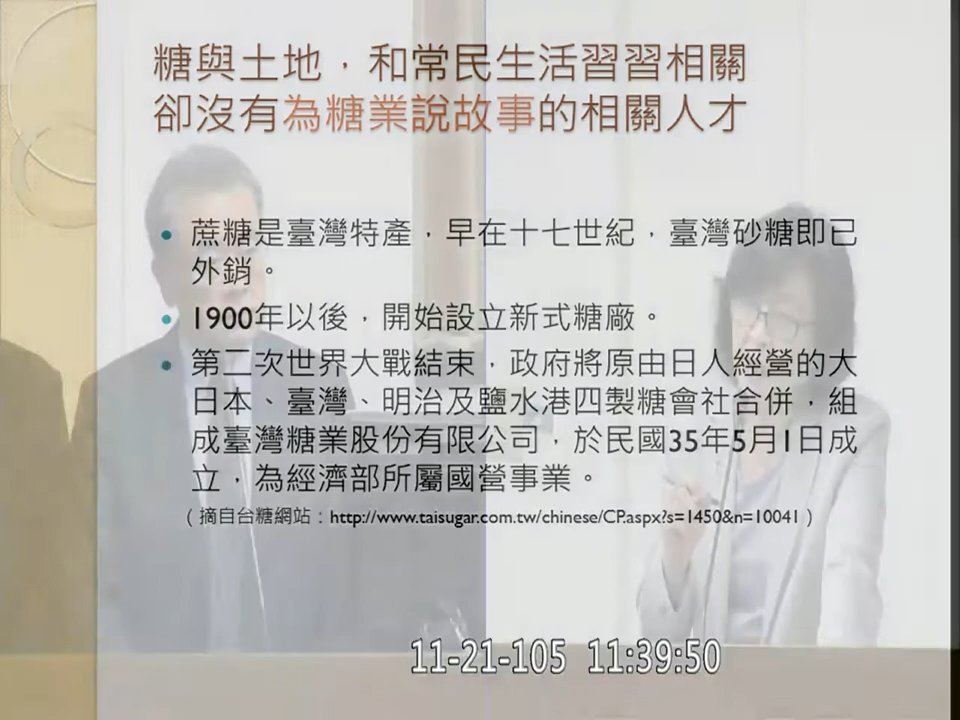 糖與土地，和常民生活習習相關
卻沒有為糖業說故事的相關人才
• 蔗糖是臺灣特產，早在十七世紀，臺灣砂糖即已
外銷。
• 1900年以後，開始設立新式糖廠。
• 第二次世界大戰結束，政府將原由日人經營的大
日本、臺灣、明治及鹽水港四製糖會社合併，組
成臺灣糖業股份有限公司，於民國35年5月1日成
立，為經濟部所屬國營事業。
（摘自台糖網站：http://www.taisugar.com.tw/chinese/CP.aspx?s=1450&n=10041）
11-21-105 11:39:50